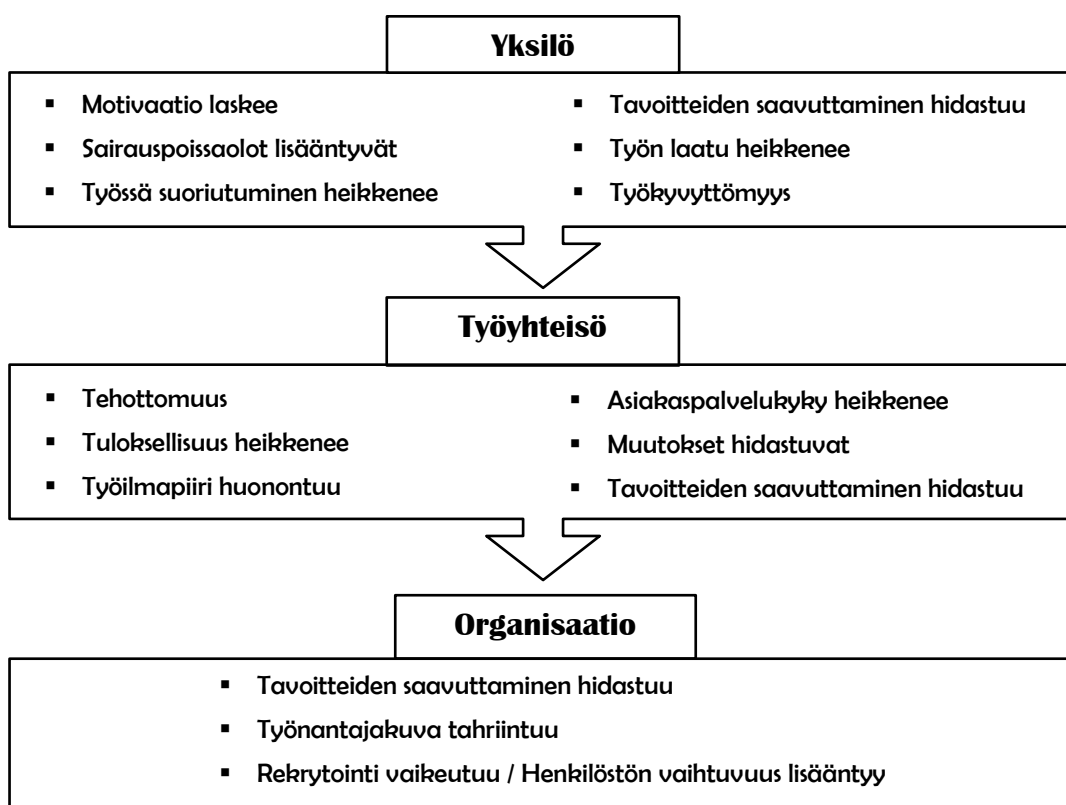 Yksilö
▪ Motivaatio laskee
▪ Sairauspoissaolot lisääntyvät
▪ Työssä suoriutuminen heikkenee
▪ Tavoitteiden saavuttaminen hidastuu
▪ Työn laatu heikkenee
▪ Työkyvyttömyys
Työyhteisö
▪ Tehottomuus
▪ Tuloksellisuus heikkenee
▪ Työilmapiiri huonontuu
▪ Asiakaspalvelukyky heikkenee
▪ Muutokset hidastuvat
▪ Tavoitteiden saavuttaminen hidastuu
Organisaatio
▪ Tavoitteiden saavuttaminen hidastuu
▪ Työnantajakuva tahriintuu
▪ Rekrytointi vaikeutuu / Henkilöstön vaihtuvuus lisääntyy